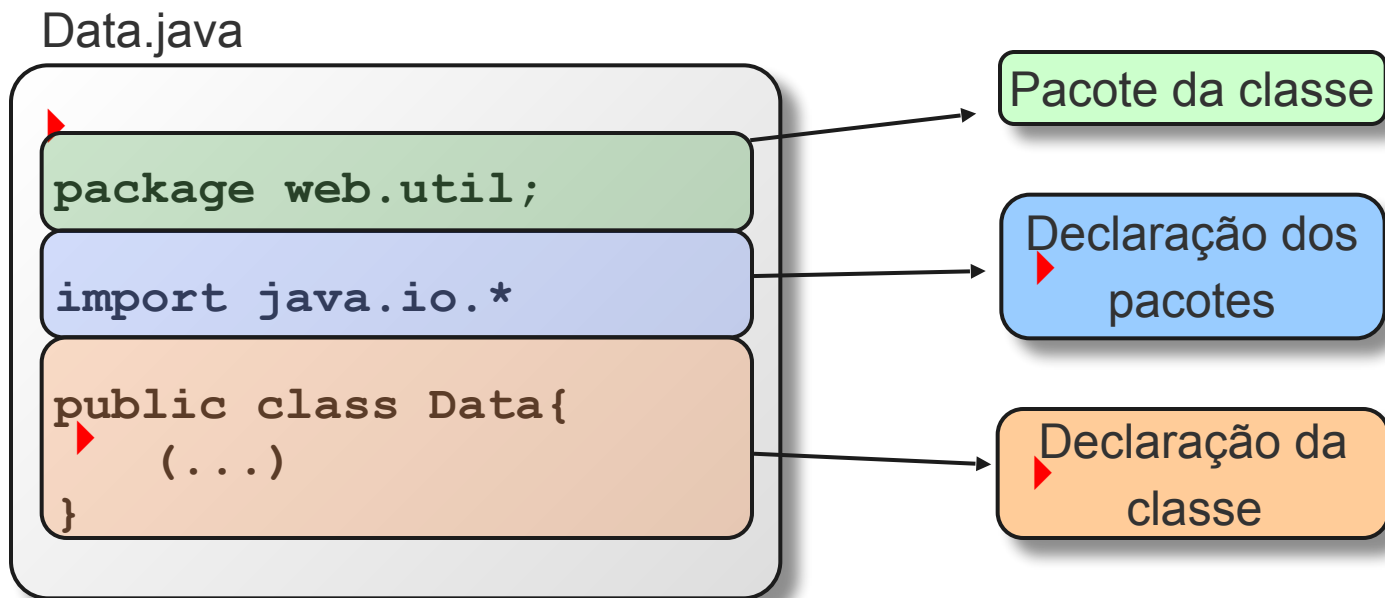 Data.java
package web.util;
import java.io.*
public class Data{
(...)
}
Pacote da classe
Declaração dos
pacotes
Declaração da
classe